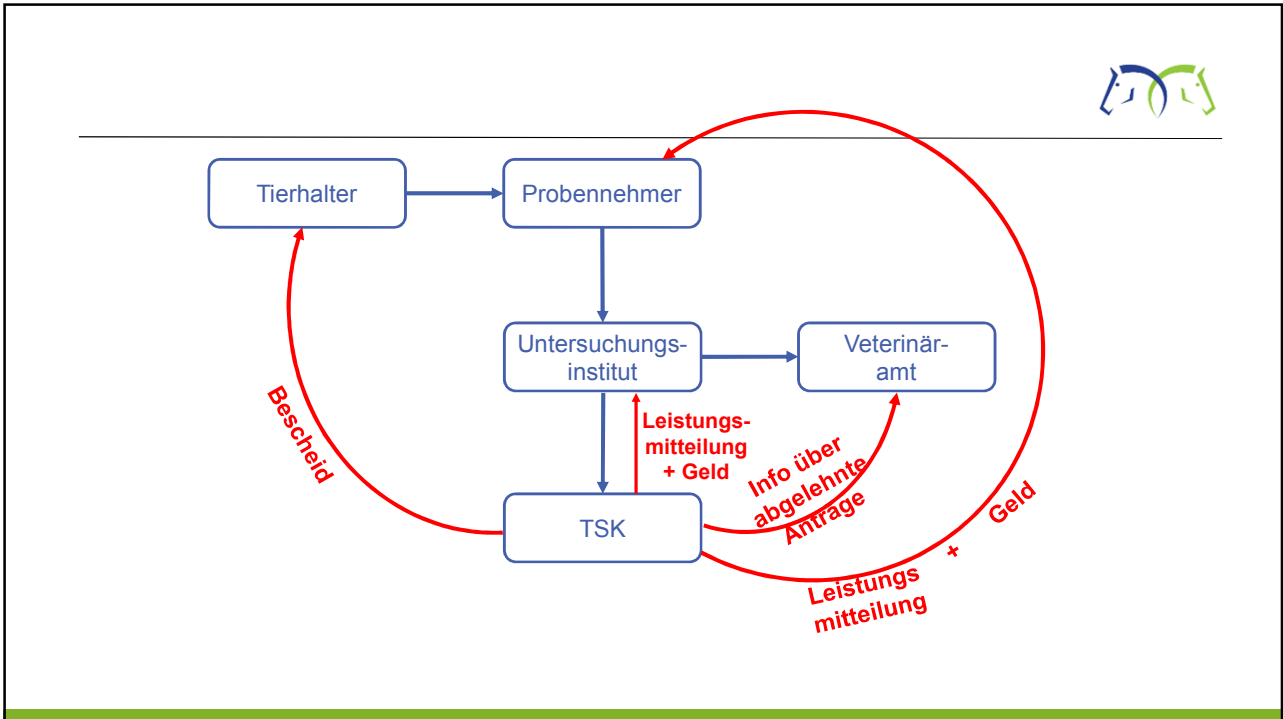 Tierhalter
Probennehmer
Untersuchungs-
institut
Veterinär-
amt
Bescheid
Leistungs-
mitteilung
+ Geld
Info über
abgelehnte
Anträge
TSK
Leistungs + Geld
mitteilung